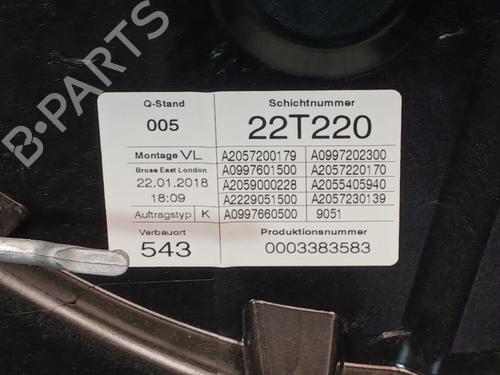 B-PARTS
Q-Stand Schichtnummer
005 22T220
Montage VL A2057200179 A0997202300
Brose East London A0997601500 A2057220170
22.01.2018 A2059000228 A2055405940
18:09 A2229051500 A2057230139
Auftragstyp K A0997660500 9051
Verbauort Produktionsnummer
543 0003383583